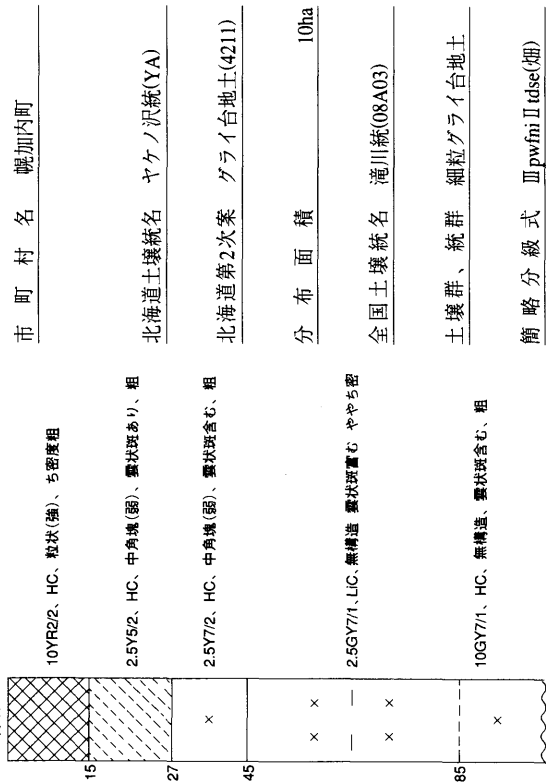 市町村名 幌加内町
北海道土壌統名 ヤケノ沢統(YA)
北海道第2次案 グライ台地土(4211)
分布面積 10ha
全国土壌統名 滝川統(08A03)
土壌群、統群 細粒グライ台地土
簡略分級式 Ⅲpwfni Ⅱtdse(畑)
10YR2/2、HC、粒状(強)、ち密度粗
15
2.5Y5/2、HC、中角塊(弱)、雲状斑あり、粗
27
2.5Y7/2、HC、中角塊(弱)、雲状斑含む、粗
45
2.5GY7/1、LiC、無構造 雲状斑富む ややち密
85
10GY7/1、HC、無構造、雲状斑含む、粗